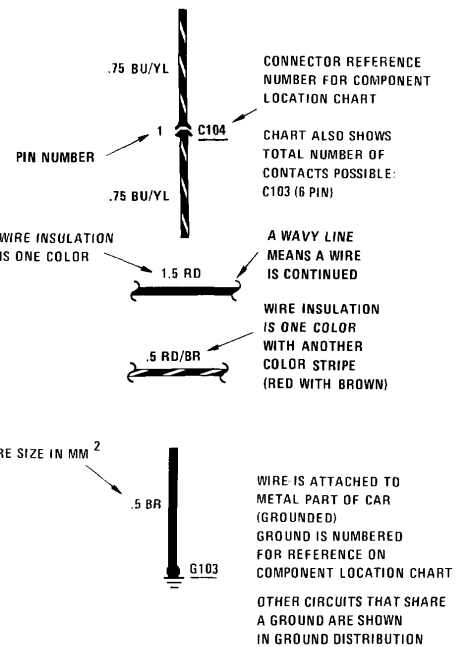 .75 BU/YL
CONNECTOR REFERENCE
NUMBER FOR COMPONENT
LOCATION CHART
1
C104
PIN NUMBER
CHART ALSO SHOWS
TOTAL NUMBER OF
CONTACTS POSSIBLE:
C103 (6 PIN)
.75 BU/YL
WIRE INSULATION
IS ONE COLOR
A WAVY LINE
MEANS A WIRE
IS CONTINUED
1.5 RD
WIRE INSULATION
IS ONE COLOR
WITH ANOTHER
COLOR STRIPE
(RED WITH BROWN)
.5 RD/BR
RE SIZE IN MM 2
.5 BR
G103
WIRE IS ATTACHED TO
METAL PART OF CAR
(GROUNDED)
GROUND IS NUMBERED
FOR REFERENCE ON
COMPONENT LOCATION CHART
OTHER CIRCUITS THAT SHARE
A GROUND ARE SHOWN
IN GROUND DISTRIBUTION